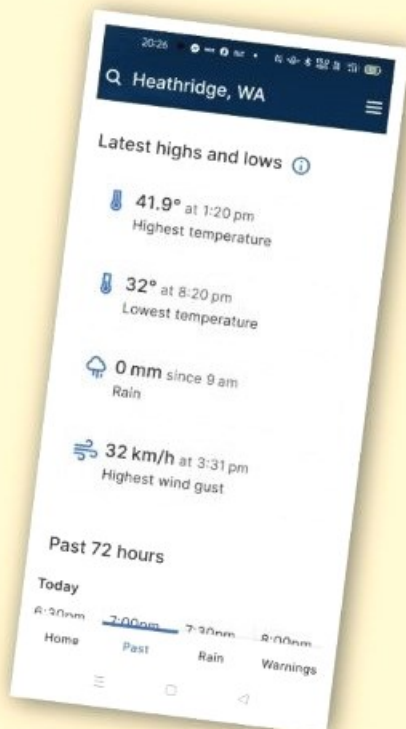 20:26
Heathridge, WA
Latest highs and lows
41.9° at 1:20 pm
Highest temperature
32° at 8:20 pm
Lowest temperature
0 mm since 9 am
Rain
32 km/h at 3:31 pm
Highest wind gust
Past 72 hours
Today
6:30pm 7:00pm 7:30pm 8:00pm
Home Past Rain Warnings